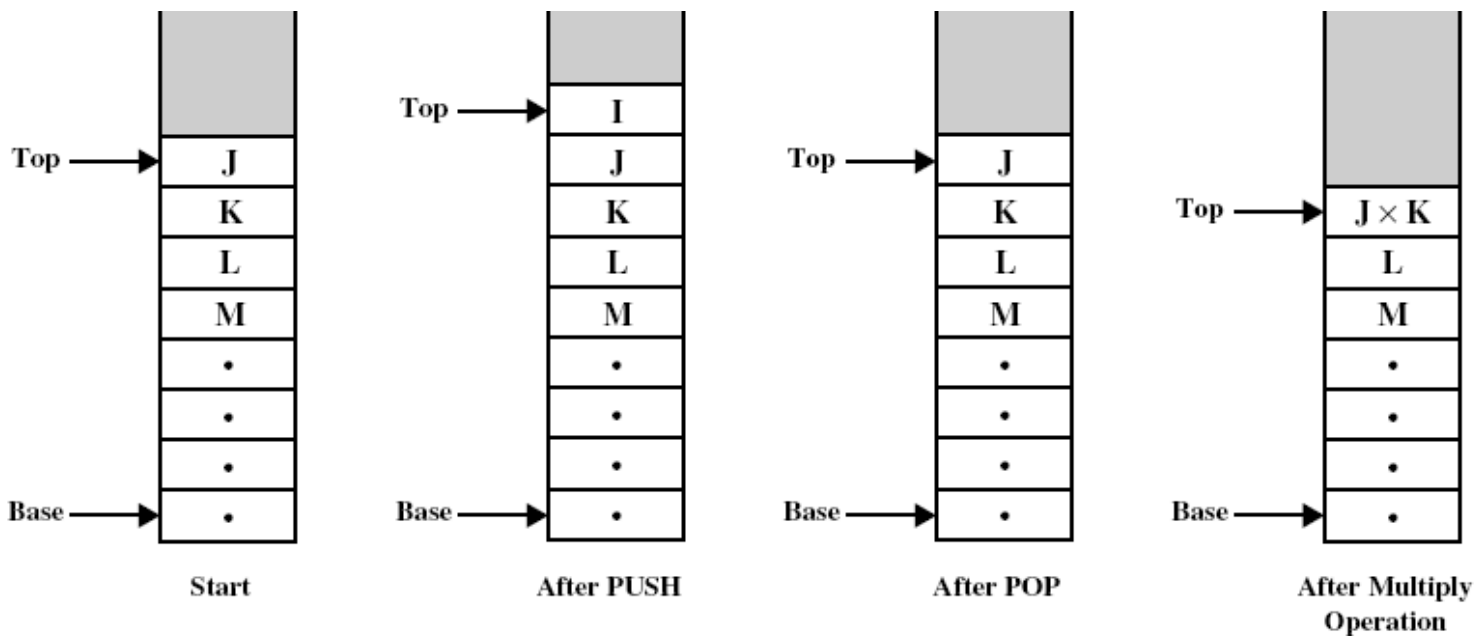 Top
J
K
L
M
•
•
•
Base
•
Start
Top
I
J
K
L
M
•
•
•
Base
•
After PUSH
Top
J
K
L
M
•
•
•
Base
•
After POP
Top
J × K
L
M
•
•
•
Base
•
After Multiply
Operation